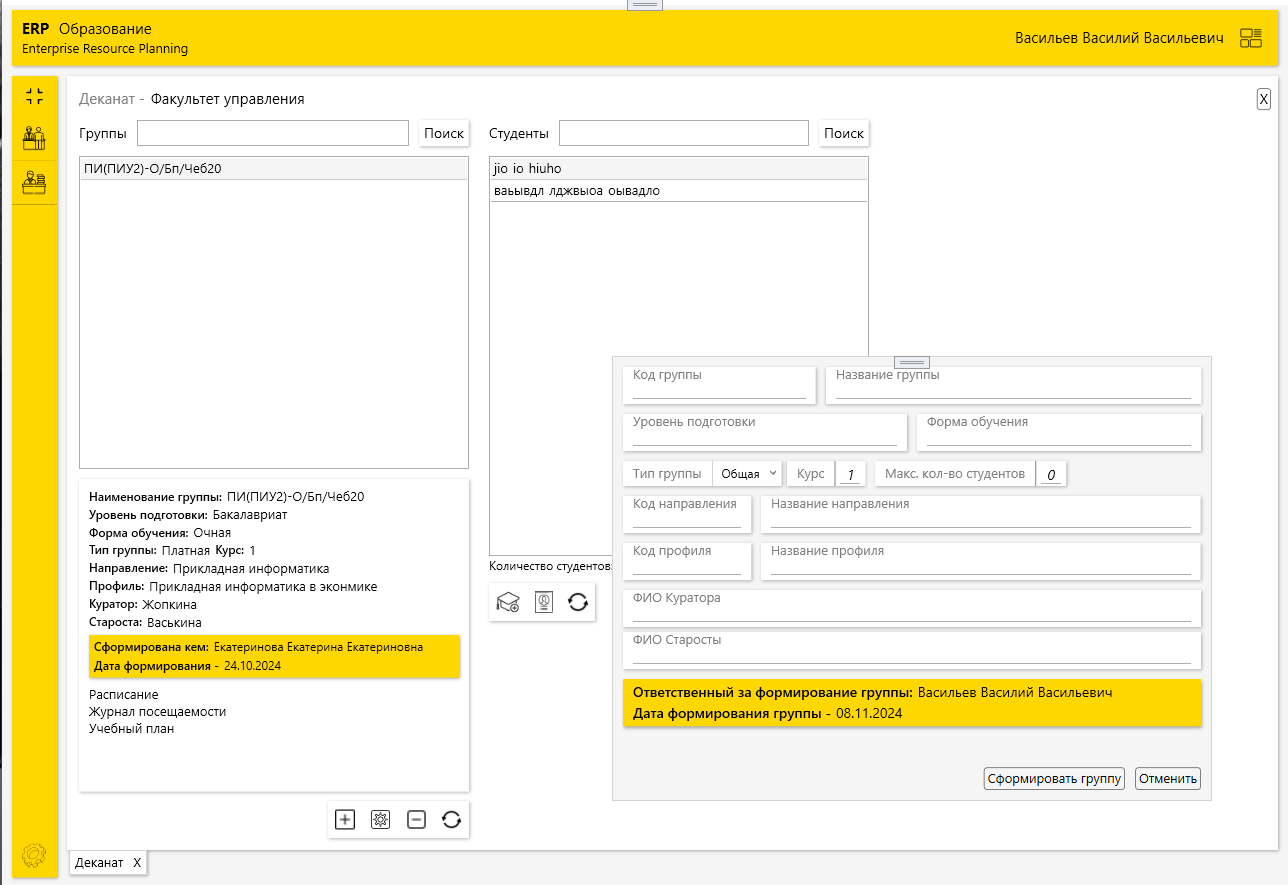 ERP Образование
Enterprise Resource Planning
Васильев Василий Васильевич
Деканат - Факультет управления
X
Группы
Поиск
Студенты
Поиск
ПИ(ПИУ2)-О/Бп/Чеб20
jio io hiuho
ваьывдл лджвыоа оывадло
Наименование группы: ПИ(ПИУ2)-О/Бп/Чеб20
Уровень подготовки: Бакалавриат
Форма обучения: Очная
Тип группы: Платная Курс: 1
Направление: Прикладная информатика
Профиль: Прикладная информатика в эконмике
Куратор: Жопкина
Староста: Васькина
Сформирована кем: Екатеринова Екатерина Екатериновна
Дата формирования - 24.10.2024
Расписание
Журнал посещаемости
Учебный план
Количество студентов:
Код группы
Название группы
Уровень подготовки
Форма обучения
Тип группы Общая Курс 1 Макс. кол-во студентов 0
Код направления
Название направления
Код профиля
Название профиля
ФИО Куратора
ФИО Старосты
Ответственный за формирование группы: Васильев Василий Васильевич
Дата формирования группы - 08.11.2024
Сформировать группу
Отменить
Деканат X